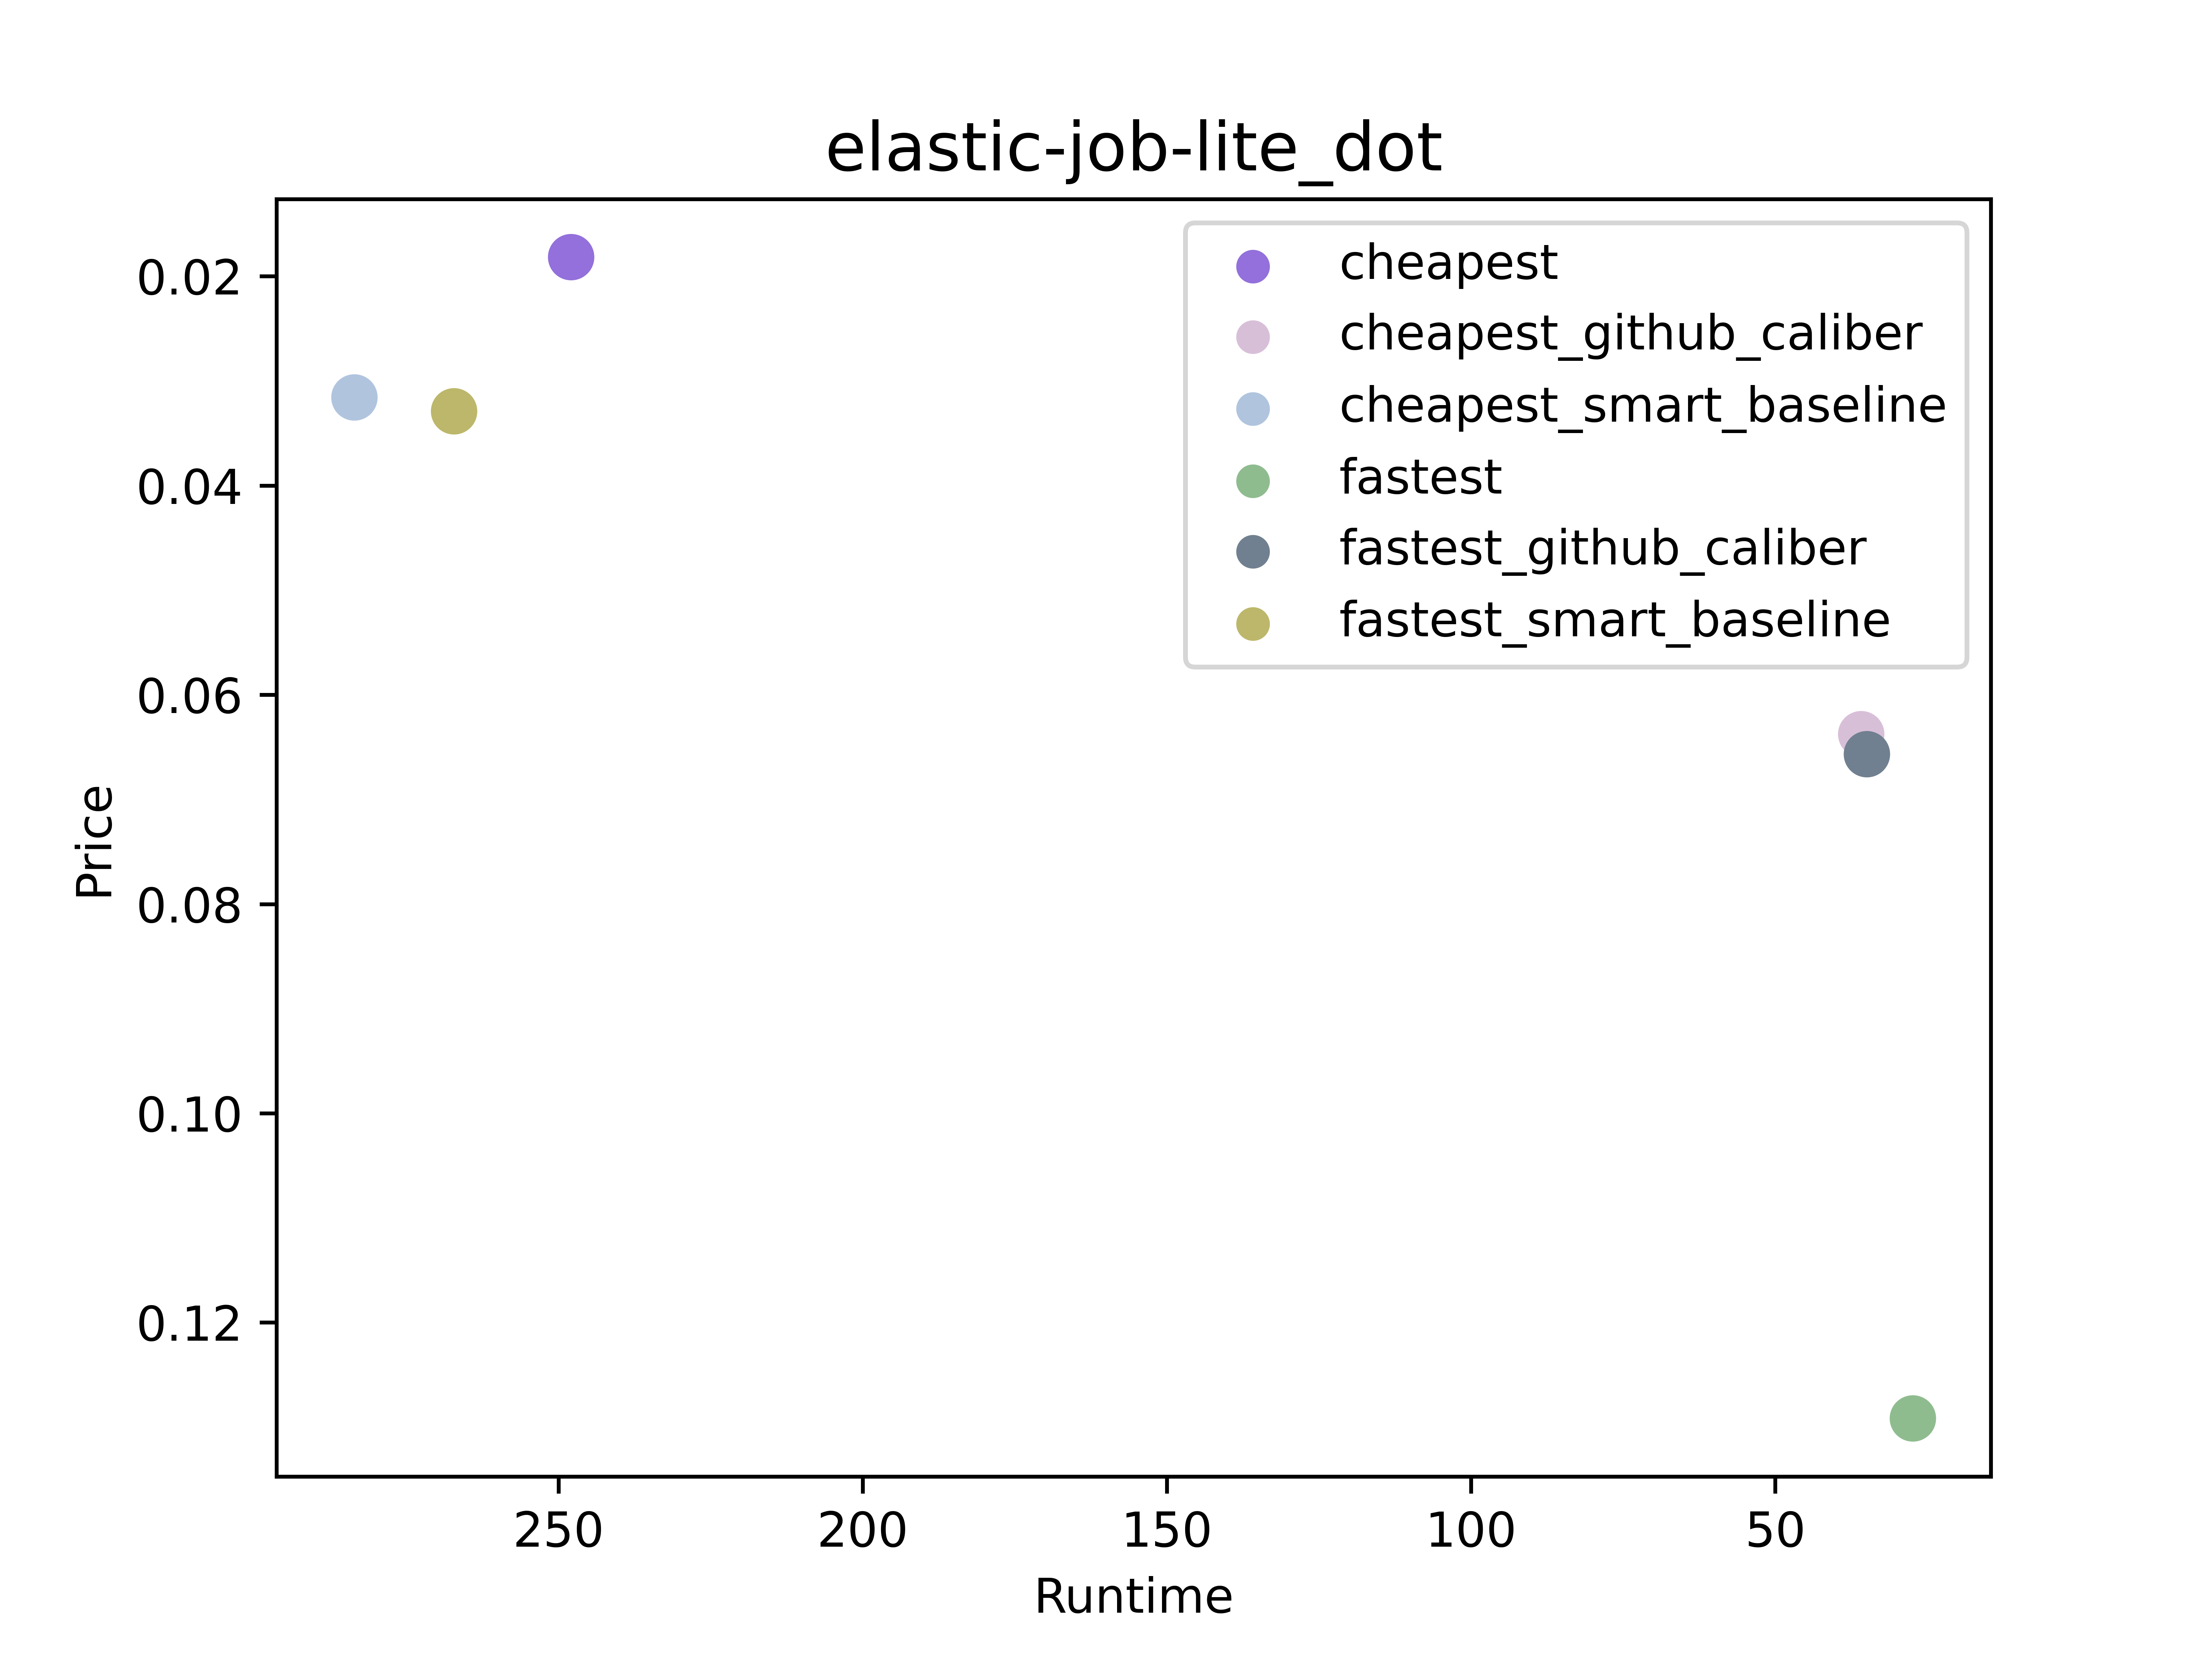 elastic-job-lite_dot
cheapest
cheapest_github_caliber
cheapest_smart_baseline
fastest
fastest_github_caliber
fastest_smart_baseline
0.02
0.04
0.06
0.08
0.10
0.12
Price
250 200 150 100 50
Runtime